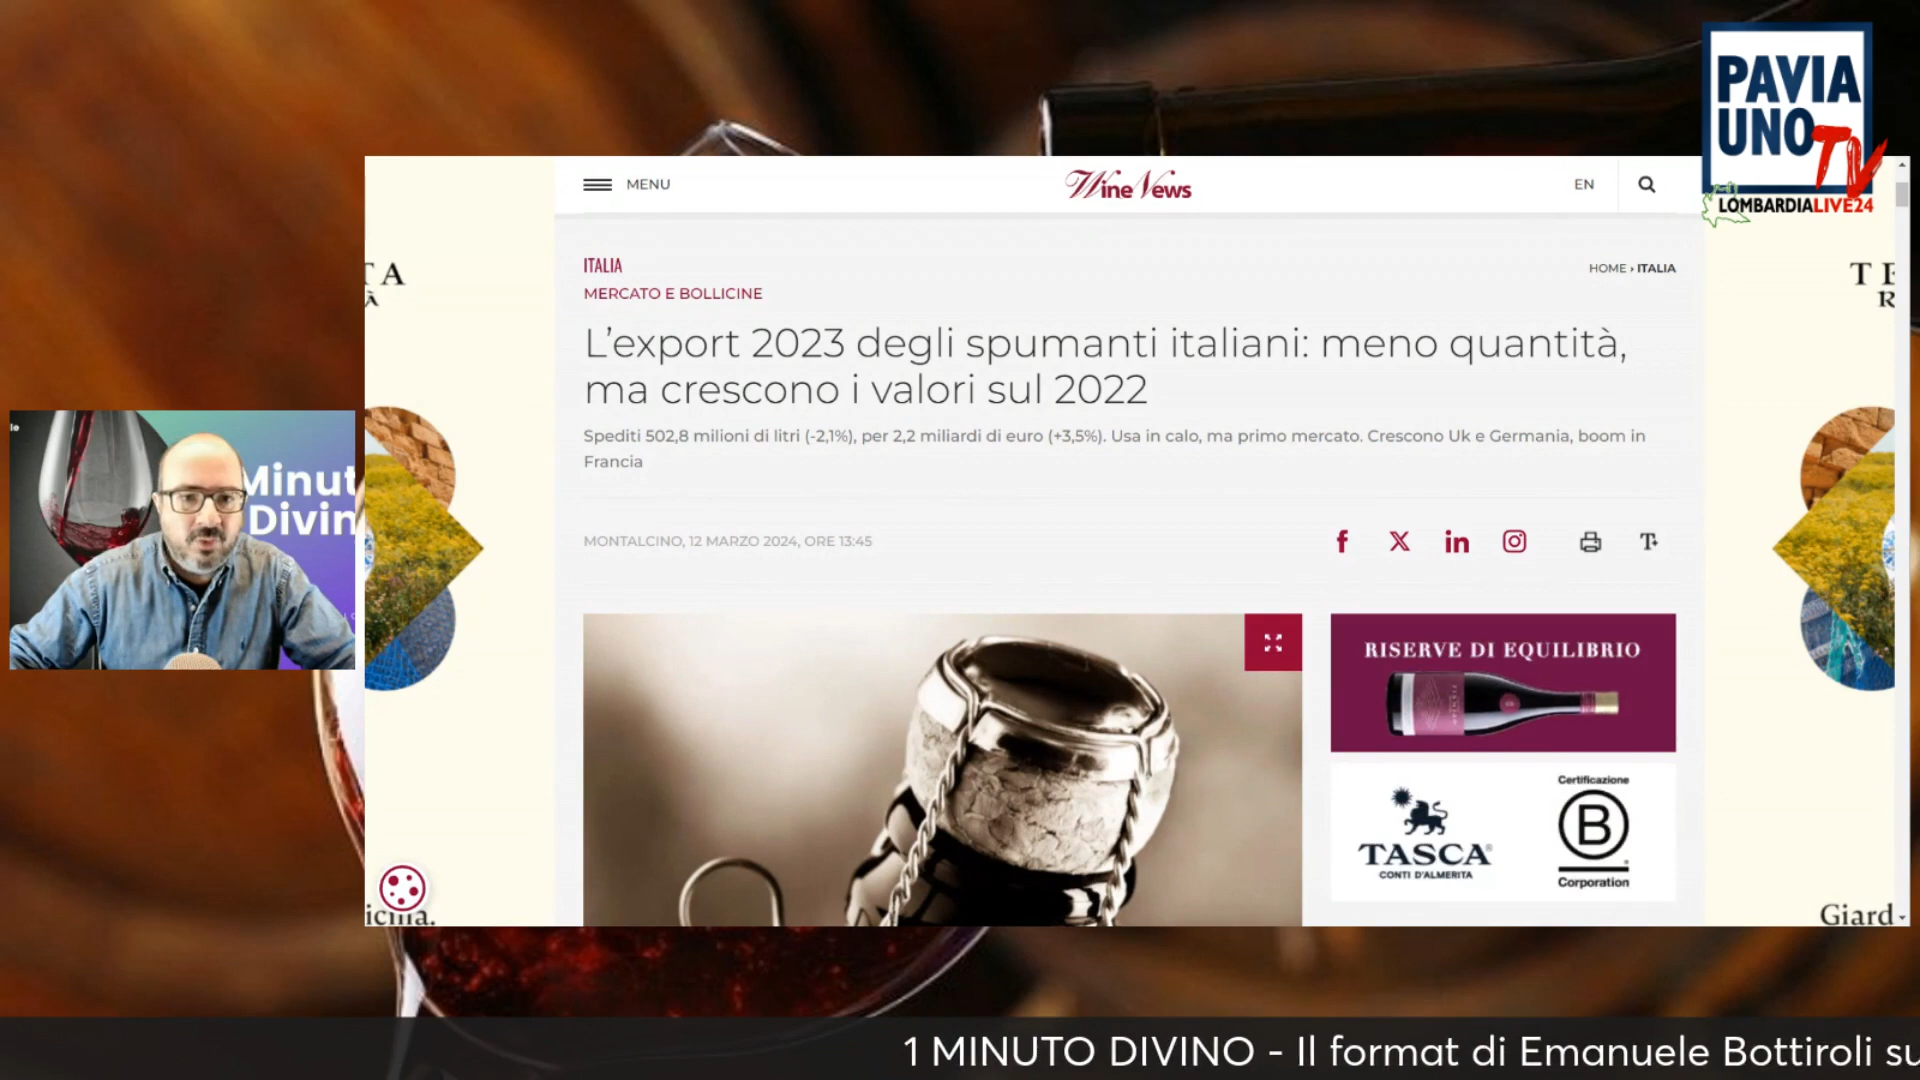 PAVIA
UNO
TV
LOMBARDIALIVE24
MENU
WineNews
EN
ITALIA
HOME › ITALIA
MERCATO E BOLLICINE
L’export 2023 degli spumanti italiani: meno quantità,
ma crescono i valori sul 2022
Spediti 502,8 milioni di litri (-2,1%), per 2,2 miliardi di euro (+3,5%). Usa in calo, ma primo mercato. Crescono Uk e Germania, boom in
Francia
MONTALCINO, 12 MARZO 2024, ORE 13:45
TA
À
TE
R
le
Minut
Divin
RISERVE DI EQUILIBRIO
TASCA
CONTI D'ALMERITA
Certificazione
B
Corporation
icilia.
Giard
1 MINUTO DIVINO - Il format di Emanuele Bottiroli su